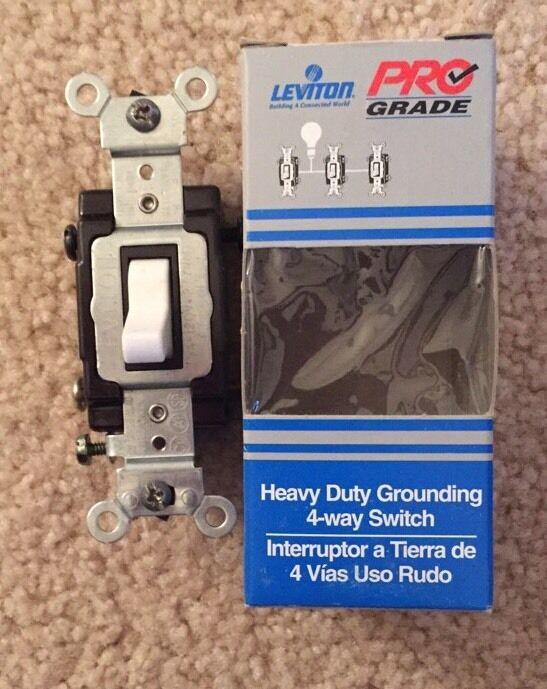 LEVITON
Building A Connected World
PRO
GRADE
Heavy Duty Grounding
4-way Switch
Interruptor a Tierra de
4 Vías Uso Rudo